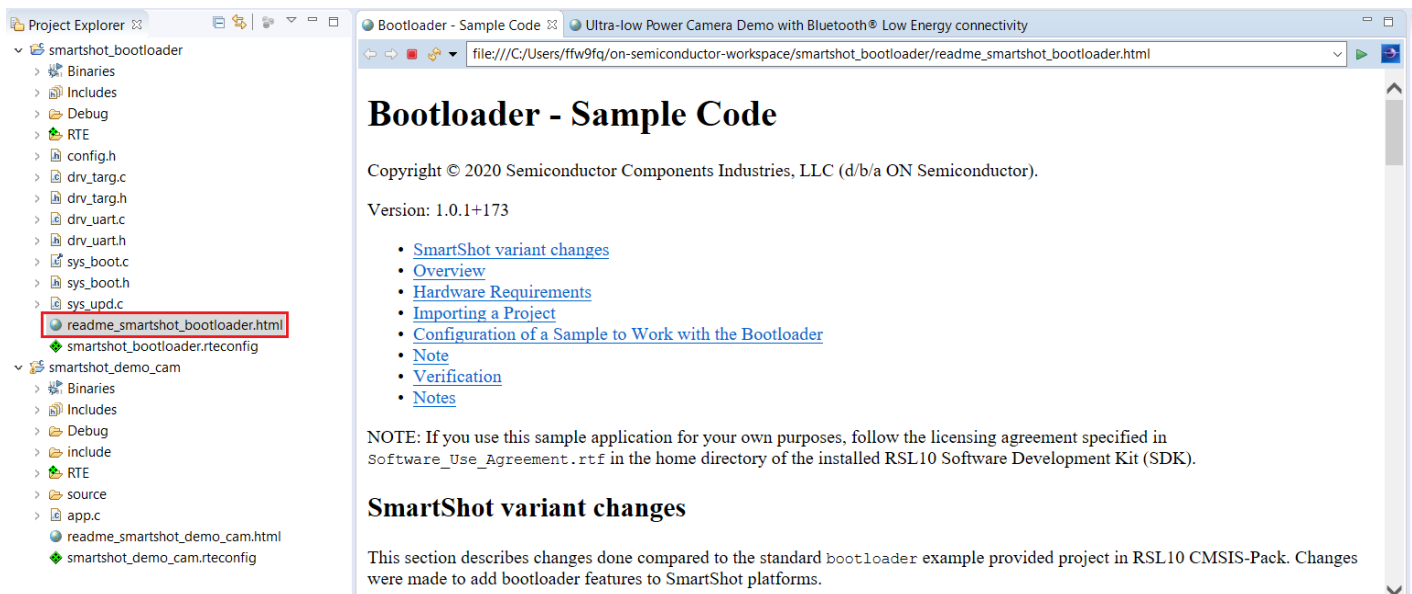 Project Explorer
smartshot_bootloader
Binaries
Includes
Debug
RTE
config.h
drv_targ.c
drv_targ.h
drv_uart.c
drv_uart.h
sys_boot.c
sys_boot.h
sys_upd.c
readme_smartshot_bootloader.html
smartshot_bootloader.rteconfig
smartshot_demo_cam
Binaries
Includes
Debug
include
RTE
source
app.c
readme_smartshot_demo_cam.html
smartshot_demo_cam.rteconfig
Bootloader - Sample Code Ultra-low Power Camera Demo with Bluetooth® Low Energy connectivity
file:///C:/Users/ffw9fq/on-semiconductor-workspace/smartshot_bootloader/readme_smartshot_bootloader.html
Bootloader - Sample Code
Copyright © 2020 Semiconductor Components Industries, LLC (d/b/a ON Semiconductor).
Version: 1.0.1+173
• SmartShot variant changes
• Overview
• Hardware Requirements
• Importing a Project
• Configuration of a Sample to Work with the Bootloader
• Note
• Verification
• Notes
NOTE: If you use this sample application for your own purposes, follow the licensing agreement specified in
Software_Use_Agreement.rtf in the home directory of the installed RSL10 Software Development Kit (SDK).
SmartShot variant changes
This section describes changes done compared to the standard bootloader example provided project in RSL10 CMSIS-Pack. Changes
were made to add bootloader features to SmartShot platforms.